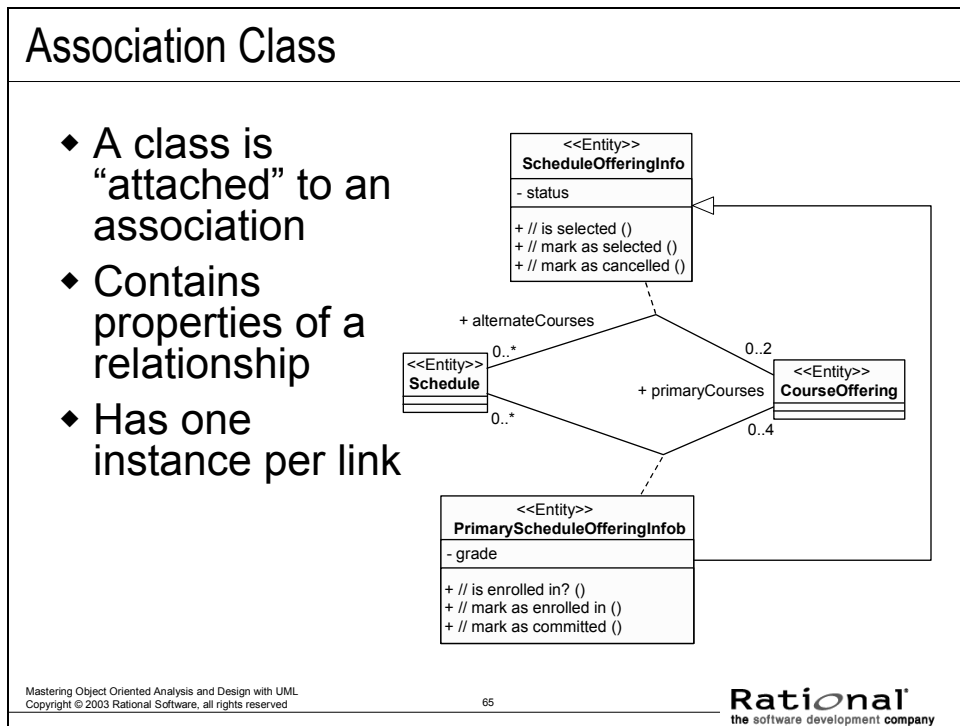 Association Class
◆ A class is
“attached” to an
association
◆ Contains
properties of a
relationship
◆ Has one
instance per link
<<Entity>>
ScheduleOfferingInfo
- status
+ // is selected ()
+ // mark as selected ()
+ // mark as cancelled ()
+ alternateCourses
0..*
0..2
<<Entity>>
Schedule
<<Entity>>
CourseOffering
+ primaryCourses
0..*
0..4
<<Entity>>
PrimaryScheduleOfferingInfob
- grade
+ // is enrolled in? ()
+ // mark as enrolled in ()
+ // mark as committed ()
Mastering Object Oriented Analysis and Design with UML
Copyright © 2003 Rational Software, all rights reserved
65
Rational
the software development company